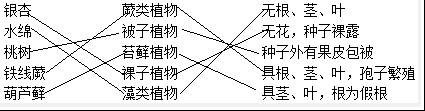 银杏 蕨类植物 无根、茎、叶
水绵 被子植物 无花，种子裸露
桃树 苔藓植物 种子外有果皮包被
铁线蕨 裸子植物 具根、茎、叶，孢子繁殖
葫芦藓 藻类植物 具茎、叶，根为假根